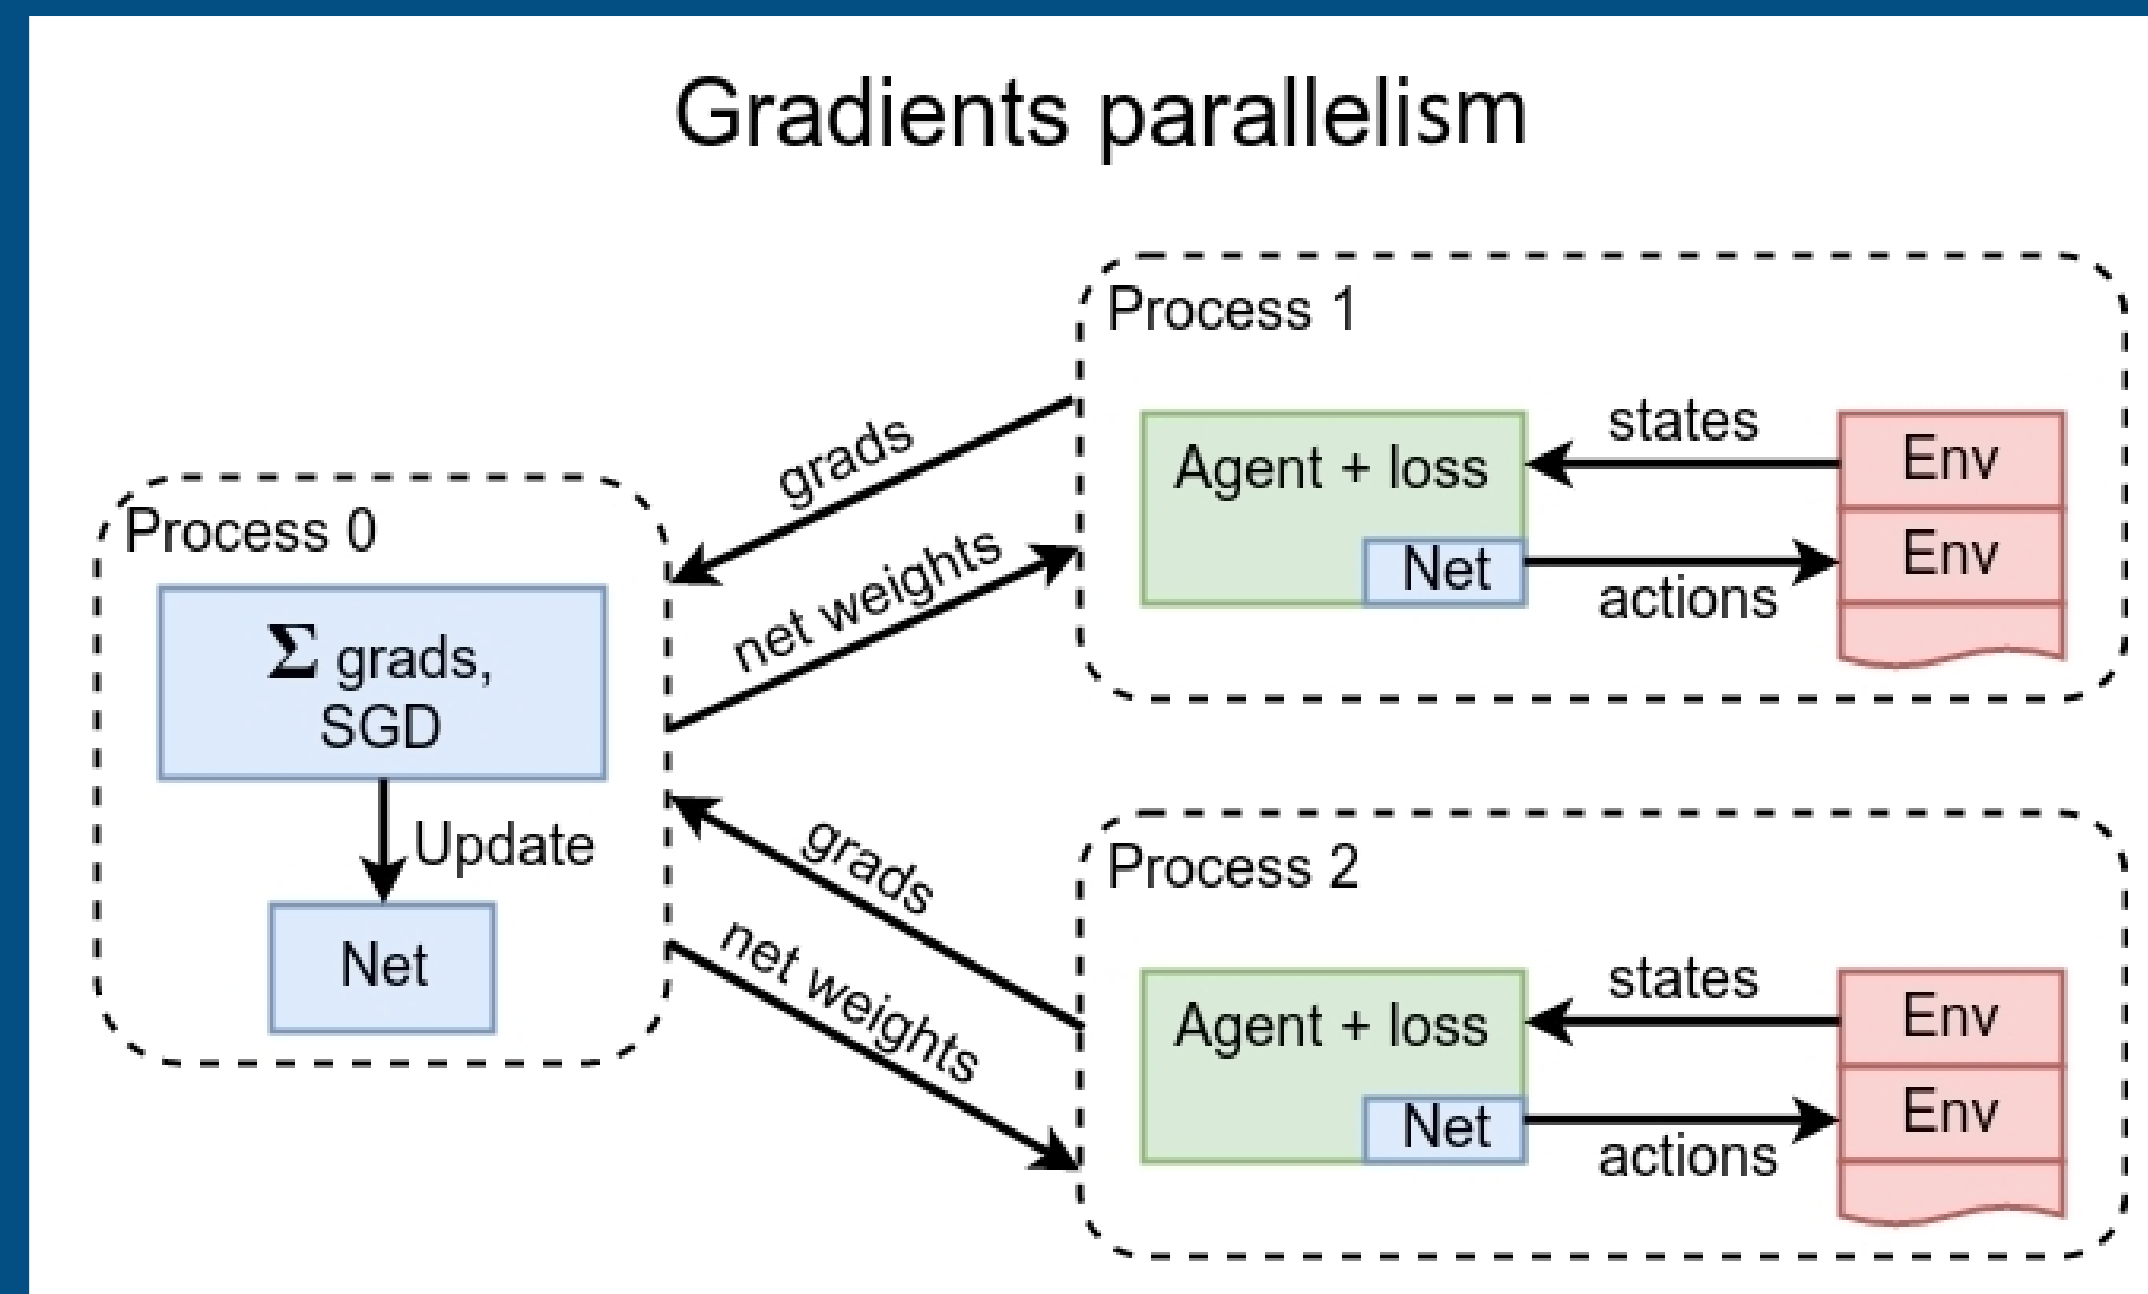 Gradients parallelism
Process 0
Σ grads,
SGD
Update
Net
grads
net weights
grads
net weights
Process 1
Agent + loss
Net
states
actions
Env
Env
Process 2
Agent + loss
Net
states
actions
Env
Env